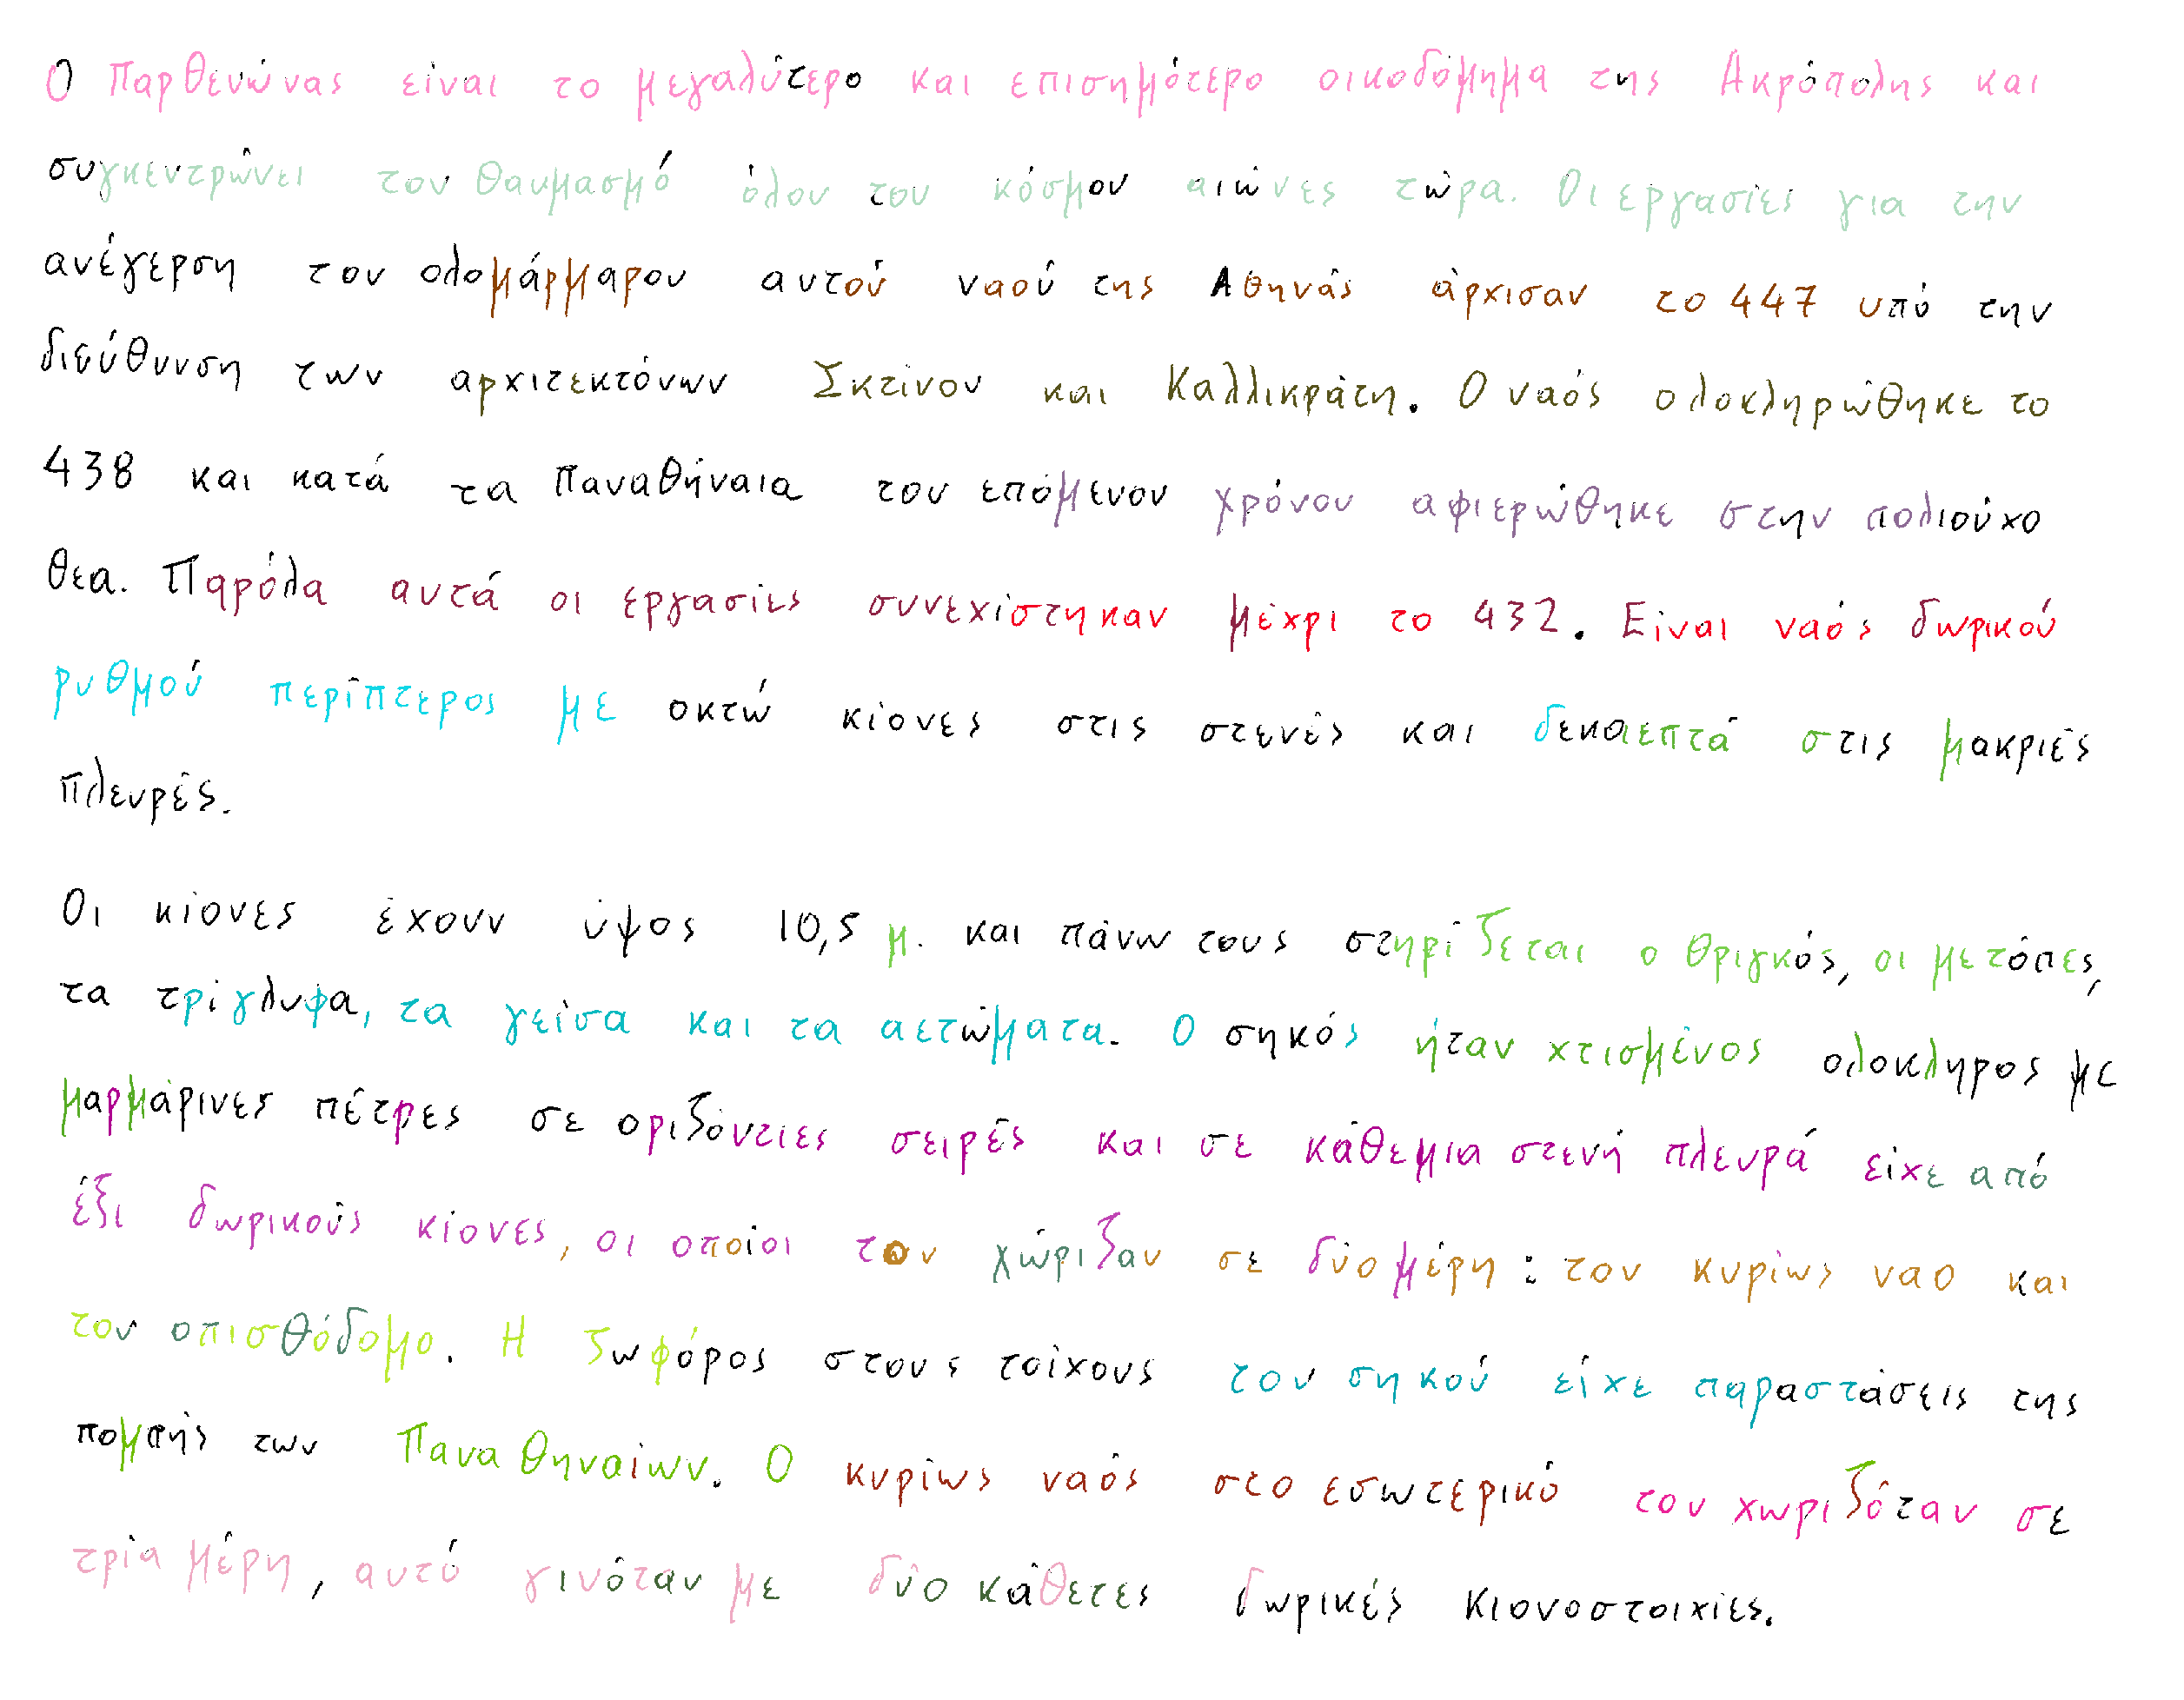 Ο Παρθενώνας είναι το μεγαλύτερο και επισημότερο οικοδόμημα της Ακρόπολης και
συγκεντρώνει τον θαυμασμό όλου του κόσμου αιώνες τώρα. Οι εργασίες για την
ανέγερση του ολομάρμαρου αυτού ναού της Αθηνάς άρχισαν το 447 υπό την
διεύθυνση των αρχιτεκτόνων Σκτίνου και Καλλικράτη. Ο ναός ολοκληρώθηκε το
438 και κατά τα Παναθήναια του επόμενου χρόνου αφιερώθηκε στην πολιούχο
θεα. Παρόλα αυτά οι εργασίες συνεχίστηκαν μέχρι το 432. Είναι ναός δωρικού
ρυθμού περίπτερος με οκτώ κίονες στις στενές και δεκαεπτά στις μακριές
πλευρές.
Οι κίονες έχουν ύψος 10,5 μ. και πάνω τους στηρίζεται ο θριγκός, οι μετόπες,
τα τρίγλυφα, τα γείσα και τα αετώματα. Ο σηκός ήταν χτισμένος ολοκληρος με
μαρμάρινες πέτρες σε οριζόντιες σειρές και σε κάθεμια στενή πλευρά είχε από
έξι δωρικούς κίονες, οι οποίοι τον χώριζαν σε δύο μέρη: τον κυρίως ναο και
τον οπισθόδομο. Η ζωφόρος στους τοίχους του σηκού είχε παραστάσεις της
πομπής των Παναθηναίων. Ο κυρίως ναός στο εσωτερικό του χωριζόταν σε
τρία μέρη, αυτό γινόταν με δύο κάθετες δωρικές κιονοστοιχίες.